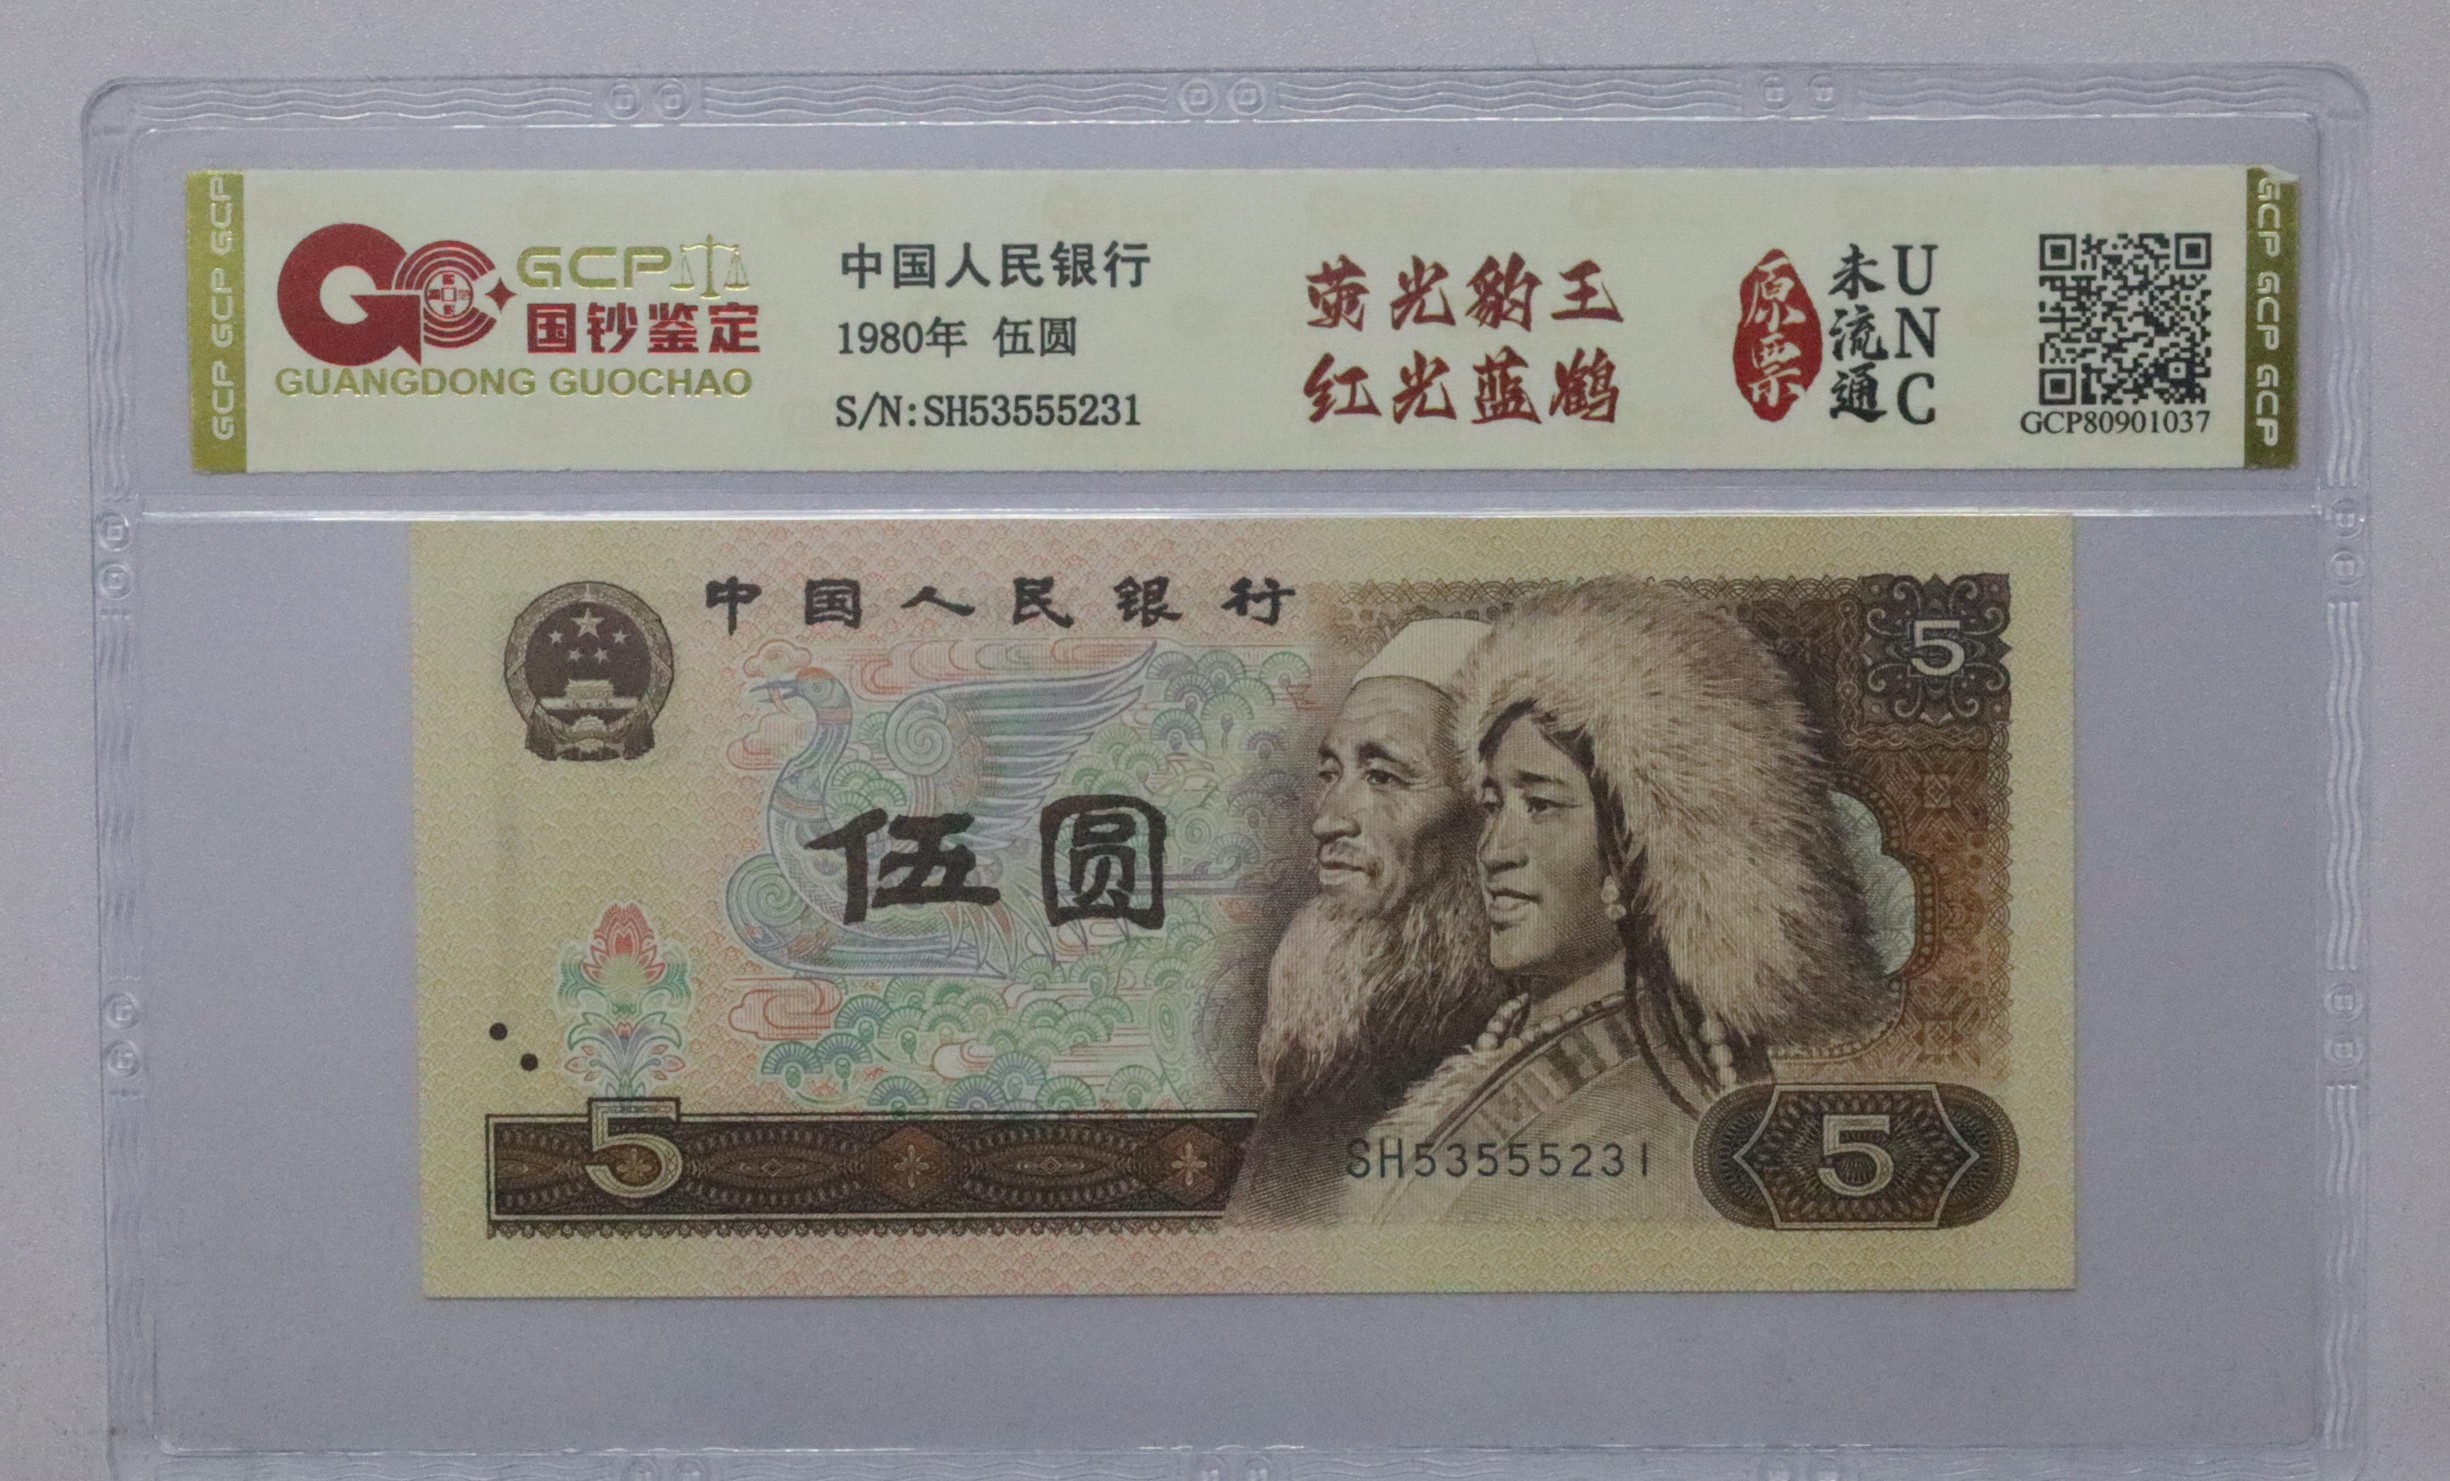 GCP
国钞鉴定
GUANGDONG GUOCHAO
中国人民银行
1980年 伍圆
S/N:SH53555231
荧光豹王
红光蓝鹤
原票
未流通
UNC
GCP80901037
GCP GCP GCP
GCP GCP GCP
中国人民银行
5
伍圆
5
SH53555231
5